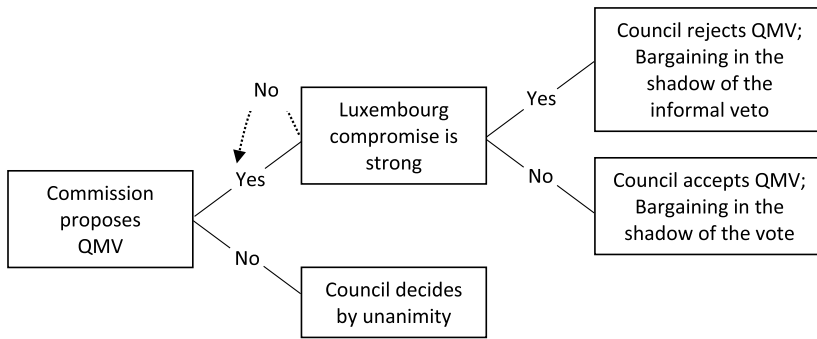 Commission
proposes
QMV
Yes
No
No
Luxembourg
compromise is
strong
Council decides
by unanimity
Yes
No
Council rejects QMV;
Bargaining in the
shadow of the
informal veto
Council accepts QMV;
Bargaining in the
shadow of the vote